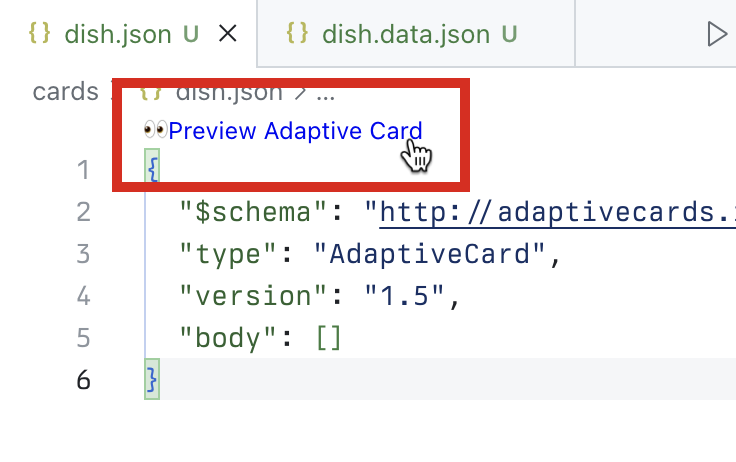 {} dish.json U × {} dish.data.json U
cards > {} dish.json > ...
👀Preview Adaptive Card
1 {
2 "$schema": "http://adaptivecards.
3 "type": "AdaptiveCard",
4 "version": "1.5",
5 "body": []
6 }